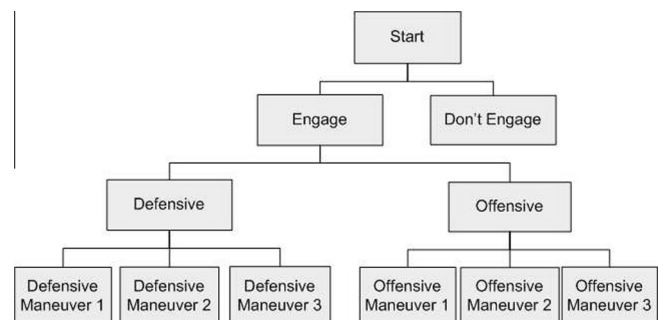 Start
Engage
Don't Engage
Defensive
Offensive
Defensive
Maneuver 1
Defensive
Maneuver 2
Defensive
Maneuver 3
Offensive
Maneuver 1
Offensive
Maneuver 2
Offensive
Maneuver 3